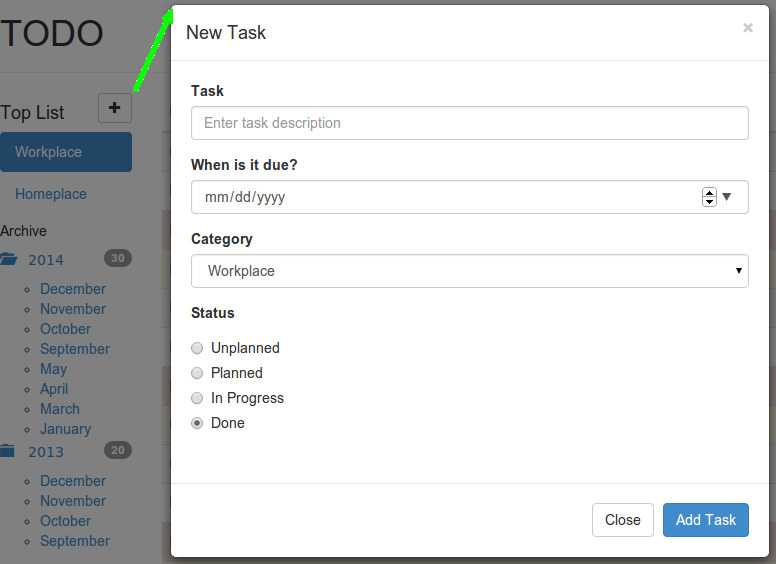 TODO
Top List
Workplace
Homeplace
Archive
2014 30
December
November
October
September
May
April
March
January
2013 20
December
November
October
September
New Task ×
Task
Enter task description
When is it due?
mm/dd/yyyy
Category
Workplace
Status
Unplanned
Planned
In Progress
Done
Close Add Task